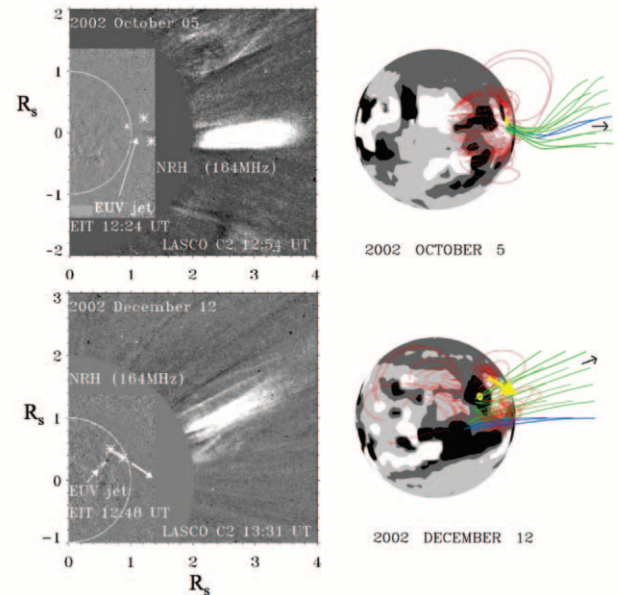 2002 October 05
R_s
2
1
0
-1
-2
NRH (164MHz)
EUV jet
EIT 12:24 UT
LASCO C2 12:54 UT
0 1 2 3 4
2002 OCTOBER 5
2002 December 12
R_s
3
2
1
0
-1
NRH (164MHz)
EUV jet
EIT 12:48 UT
LASCO C2 13:31 UT
0 1 2 3 4
R_s
2002 DECEMBER 12